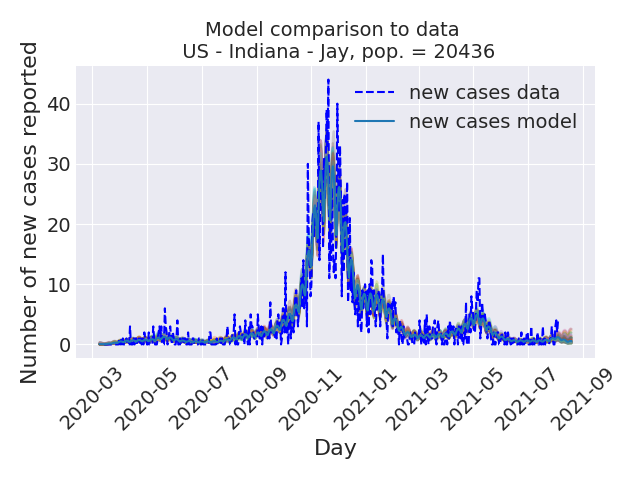 Model comparison to data
US - Indiana - Jay, pop. = 20436
Number of new cases reported
40
30
20
10
0
new cases data
new cases model
2020-03
2020-05
2020-07
2020-09
2020-11
2021-01
2021-03
2021-05
2021-07
2021-09
Day